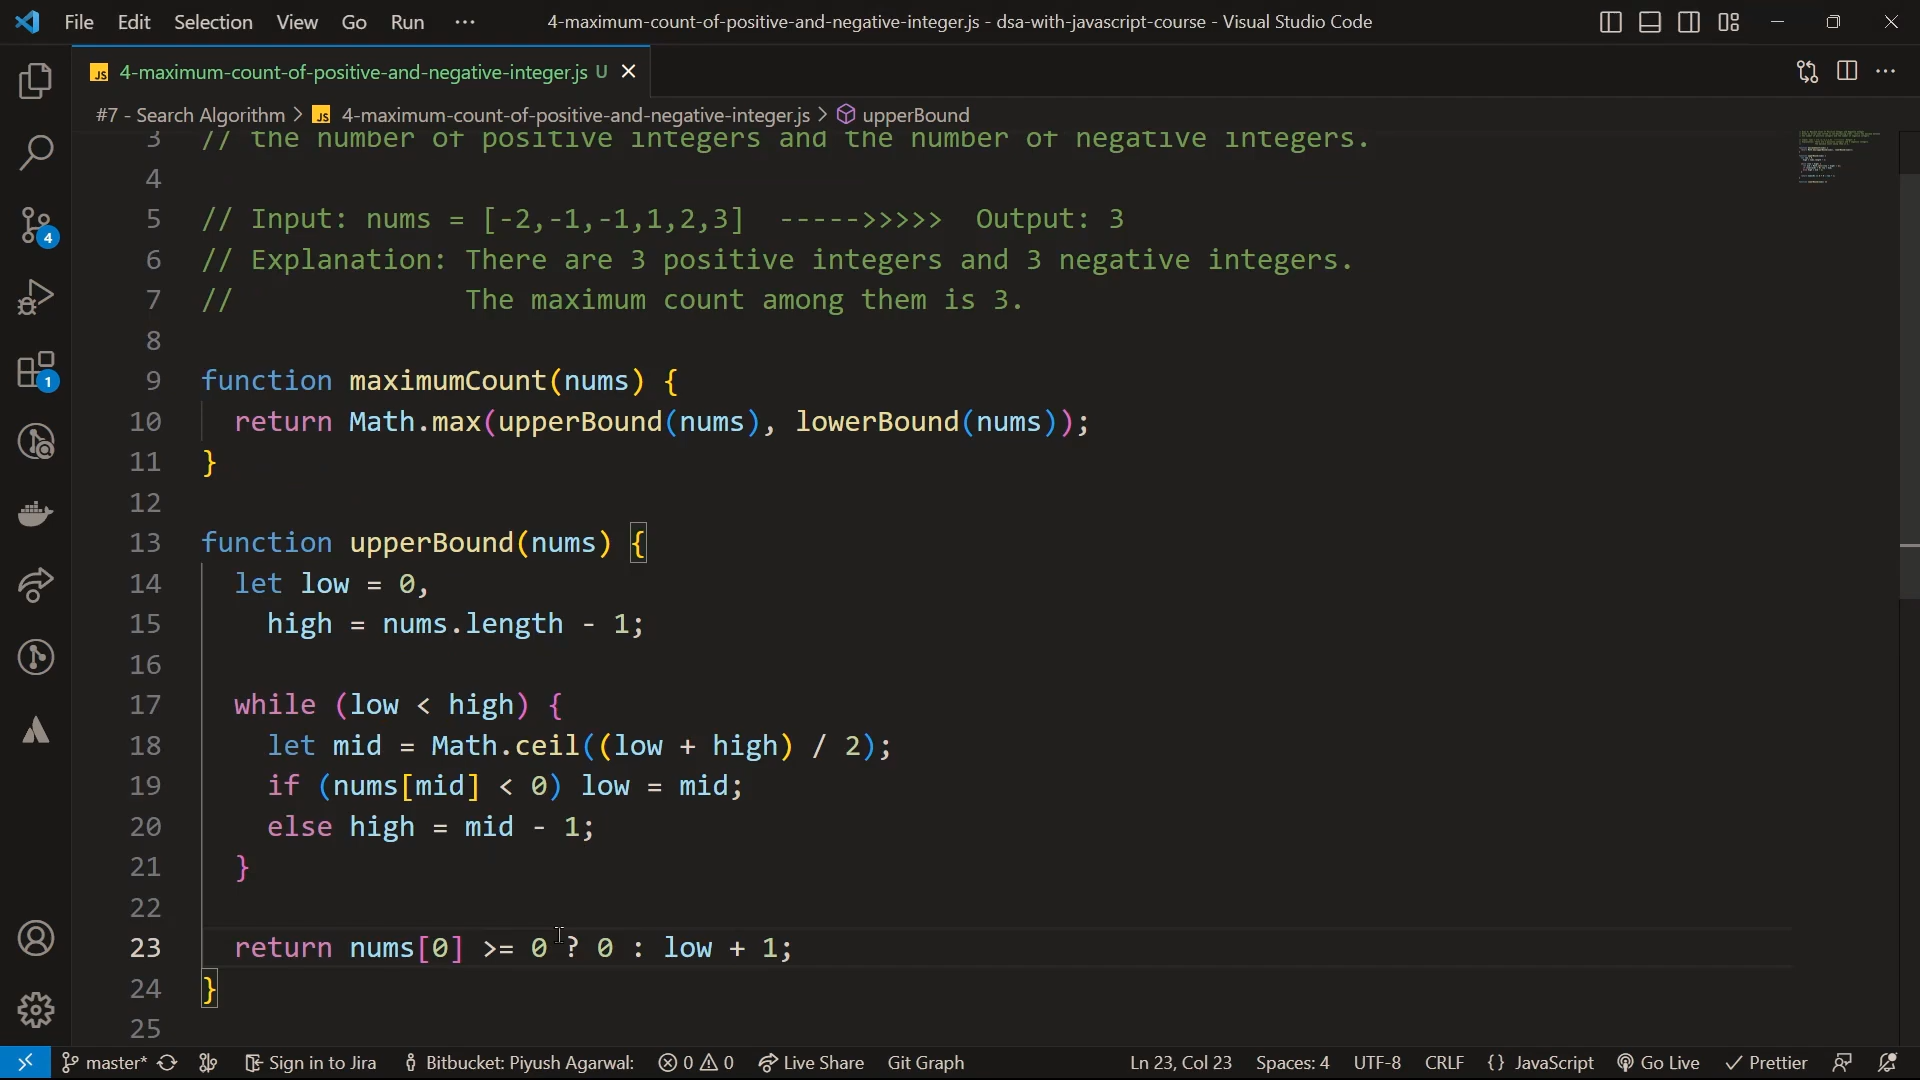 File Edit Selection View Go Run ··· 4-maximum-count-of-positive-and-negative-integer.js - dsa-with-javascript-course - Visual Studio Code
JS 4-maximum-count-of-positive-and-negative-integer.js U
#7 - Search Algorithm > JS 4-maximum-count-of-positive-and-negative-integer.js > upperBound
3 // the number of positive integers and the number of negative integers.
4
5 // Input: nums = [-2,-1,-1,1,2,3] ----->>>>> Output: 3
6 // Explanation: There are 3 positive integers and 3 negative integers.
7 // The maximum count among them is 3.
8
9 function maximumCount(nums) {
10 return Math.max(upperBound(nums), lowerBound(nums));
11 }
12
13 function upperBound(nums) {
14 let low = 0,
15 high = nums.length - 1;
16
17 while (low < high) {
18 let mid = Math.ceil((low + high) / 2);
19 if (nums[mid] < 0) low = mid;
20 else high = mid - 1;
21 }
22
23 return nums[0] >= 0 ? 0 : low + 1;
24 }
25
4
1
master* Sign in to Jira Bitbucket: Piyush Agarwal: 0 0 Live Share Git Graph Ln 23, Col 23 Spaces: 4 UTF-8 CRLF {} JavaScript Go Live Prettier